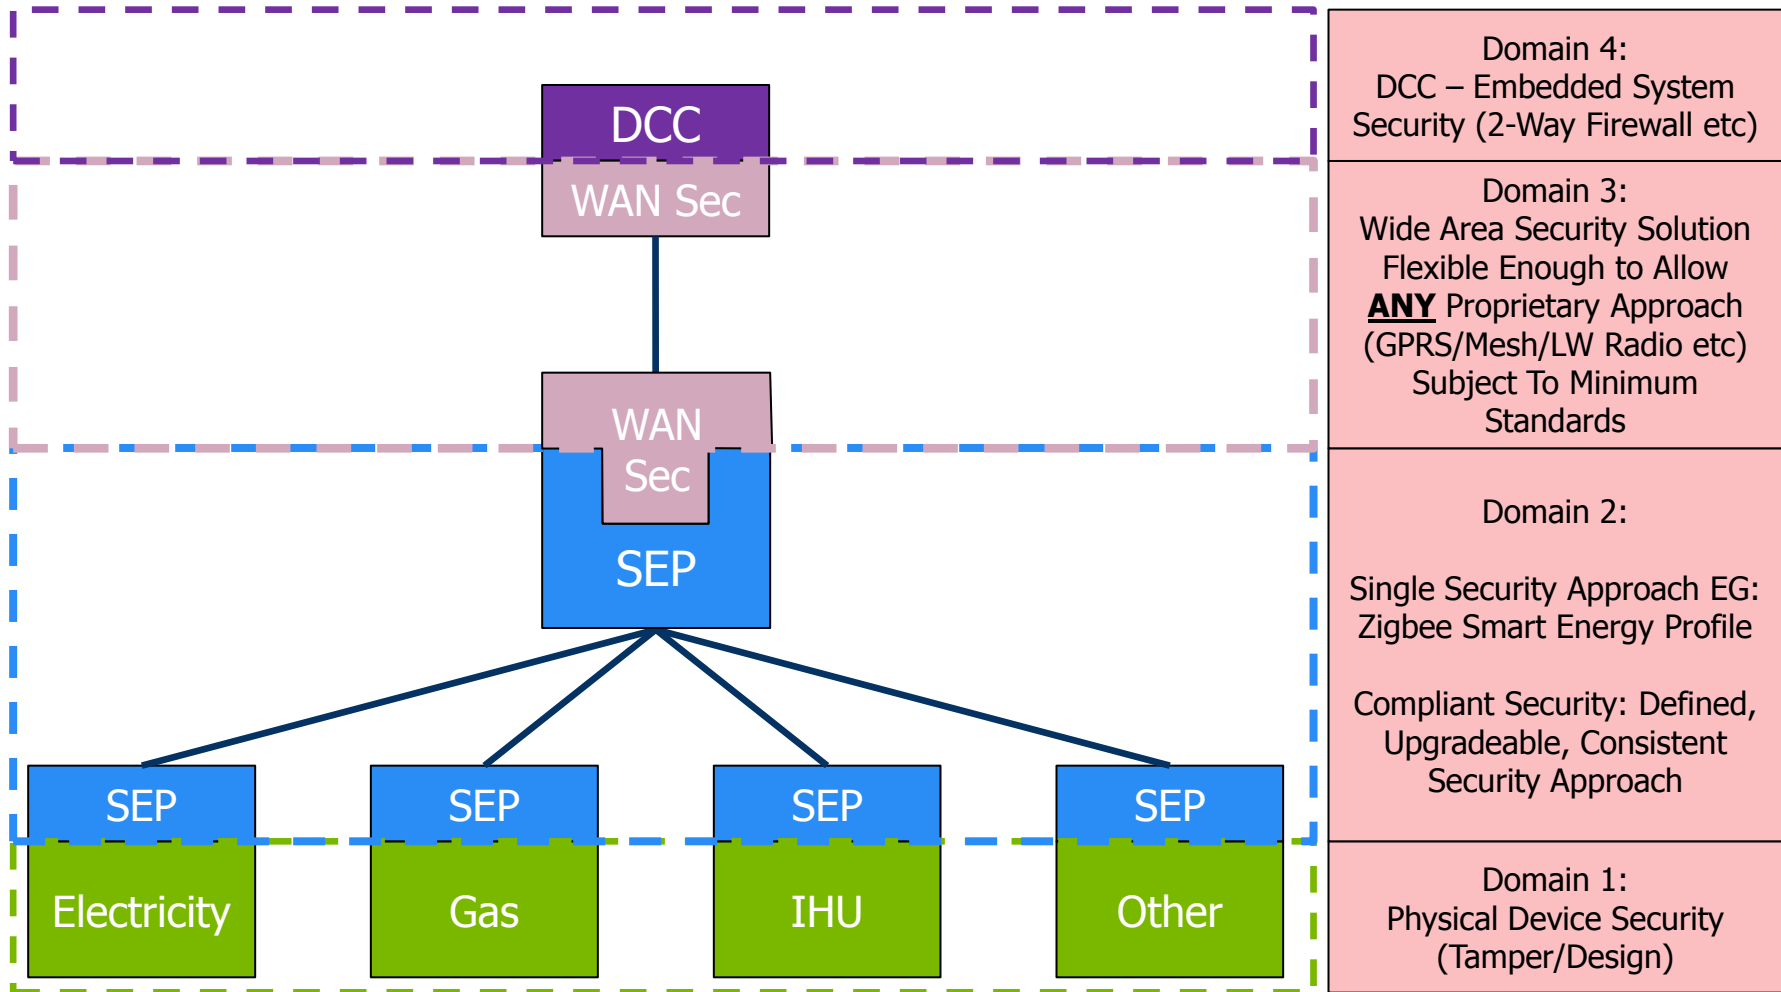 DCC
WAN Sec
WAN
Sec
SEP
SEP
SEP
SEP
SEP
Electricity
Gas
IHU
Other
Domain 4:
DCC – Embedded System
Security (2-Way Firewall etc)
Domain 3:
Wide Area Security Solution
Flexible Enough to Allow
ANY Proprietary Approach
(GPRS/Mesh/LW Radio etc)
Subject To Minimum
Standards
Domain 2:
Single Security Approach EG:
Zigbee Smart Energy Profile
Compliant Security: Defined,
Upgradeable, Consistent
Security Approach
Domain 1:
Physical Device Security
(Tamper/Design)